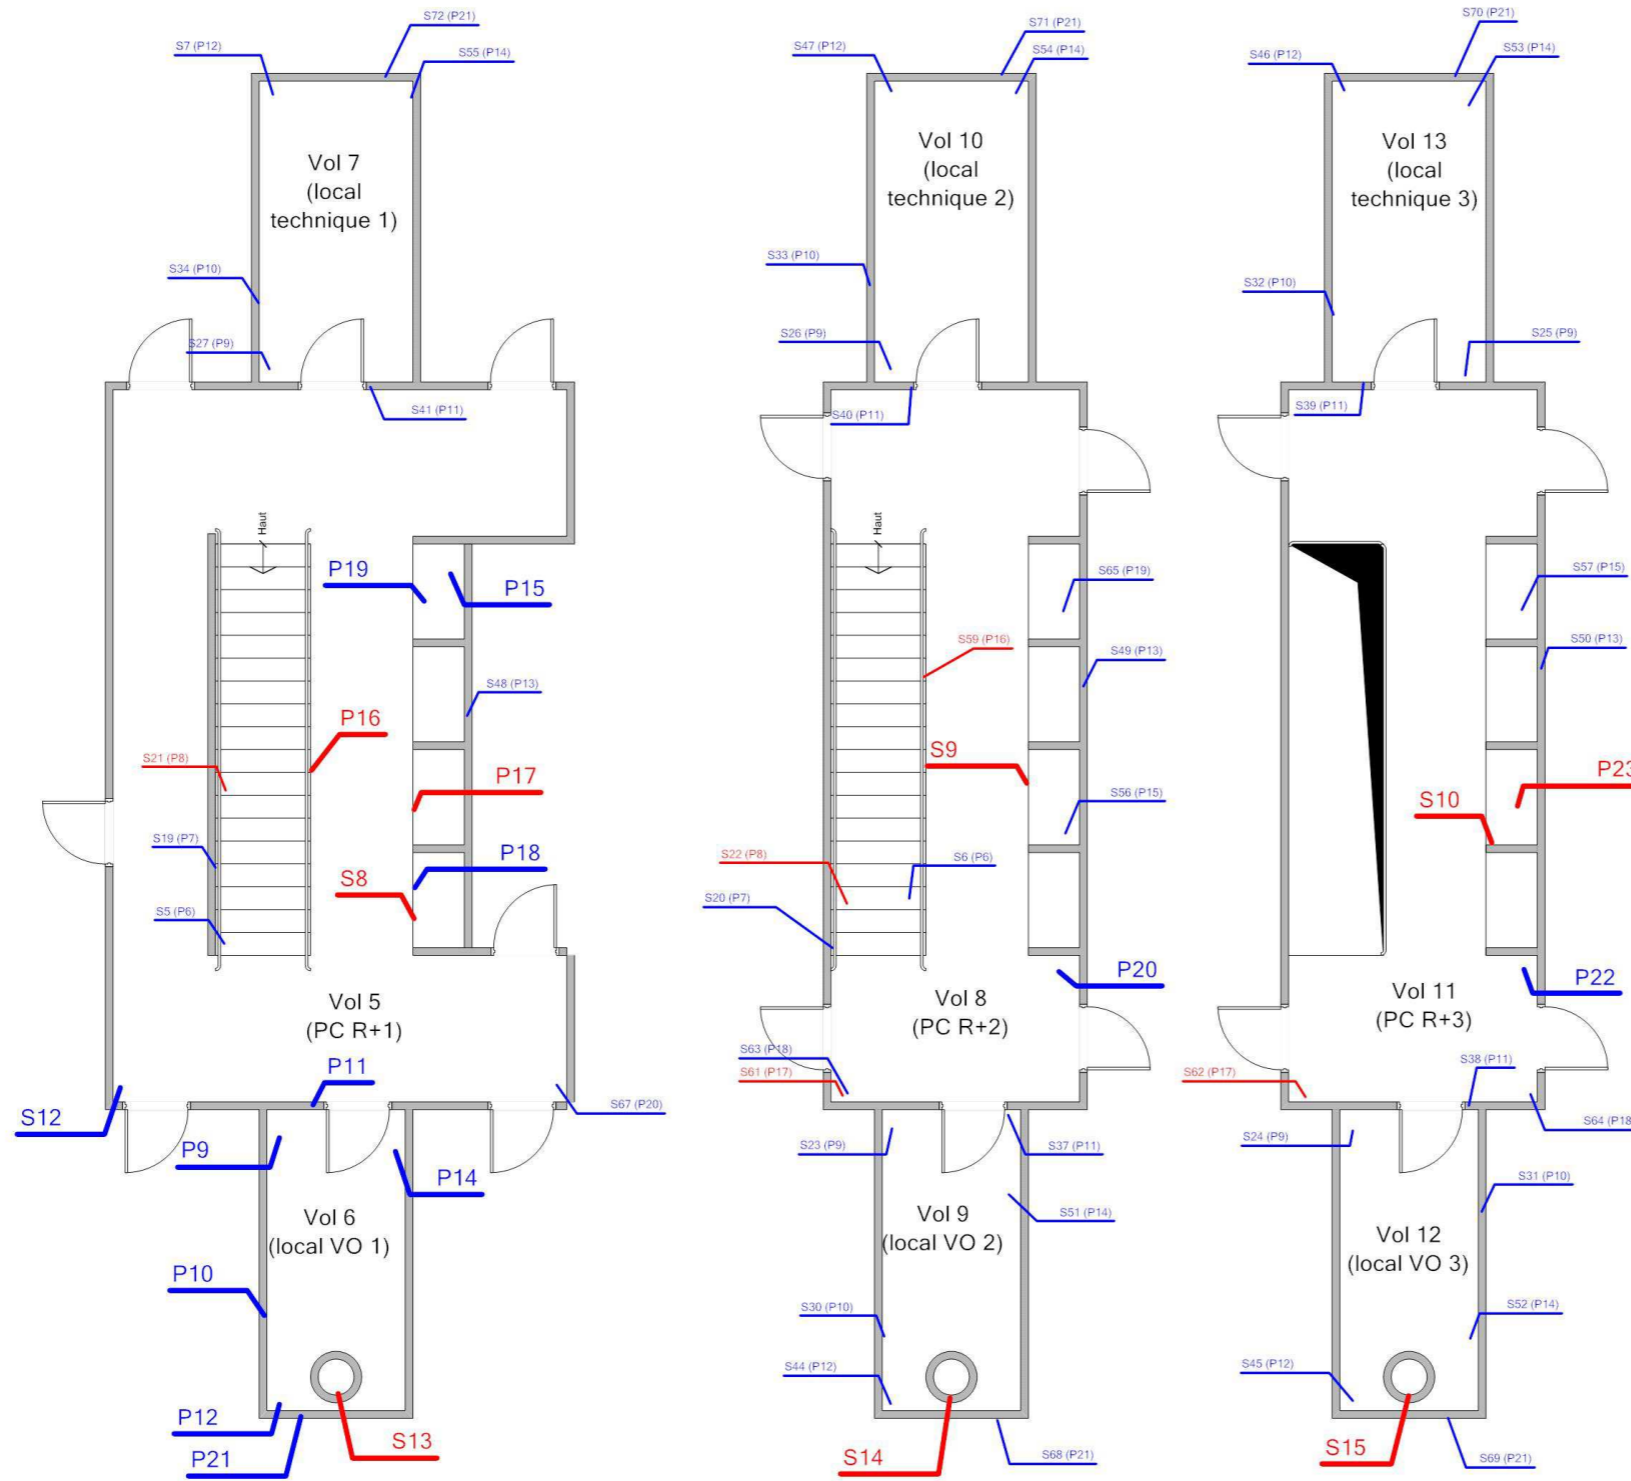 S72 (P21)
S7 (P12)
S55 (P14)
Vol 7
(local
technique 1)
S34 (P10)
S27 (P9)
S41 (P11)
Haut
P19
P15
S48 (P13)
P16
S21 (P8)
P17
S19 (P7)
P18
S8
S5 (P6)
Vol 5
(PC R+1)
P11
S12
S67 (P20)
P9
P14
Vol 6
(local VO 1)
P10
P12
P21
S13
S71 (P21)
S47 (P12)
S54 (P14)
Vol 10
(local
technique 2)
S33 (P10)
S26 (P9)
S40 (P11)
Haut
S65 (P19)
S59 (P16)
S49 (P13)
S9
S56 (P15)
S22 (P8)
S6 (P6)
S20 (P7)
P20
Vol 8
(PC R+2)
S63 (P18)
S61 (P17)
S23 (P9)
S37 (P11)
S51 (P14)
Vol 9
(local VO 2)
S30 (P10)
S44 (P12)
S14
S68 (P21)
S70 (P21)
S46 (P12)
S53 (P14)
Vol 13
(local
technique 3)
S32 (P10)
S25 (P9)
S39 (P11)
S57 (P15)
S50 (P13)
P23
S10
P22
Vol 11
(PC R+3)
S38 (P11)
S62 (P17)
S64 (P18
S24 (P9)
S31 (P10)
Vol 12
(local VO 3)
S52 (P14)
S45 (P12)
S15
S69 (P21)